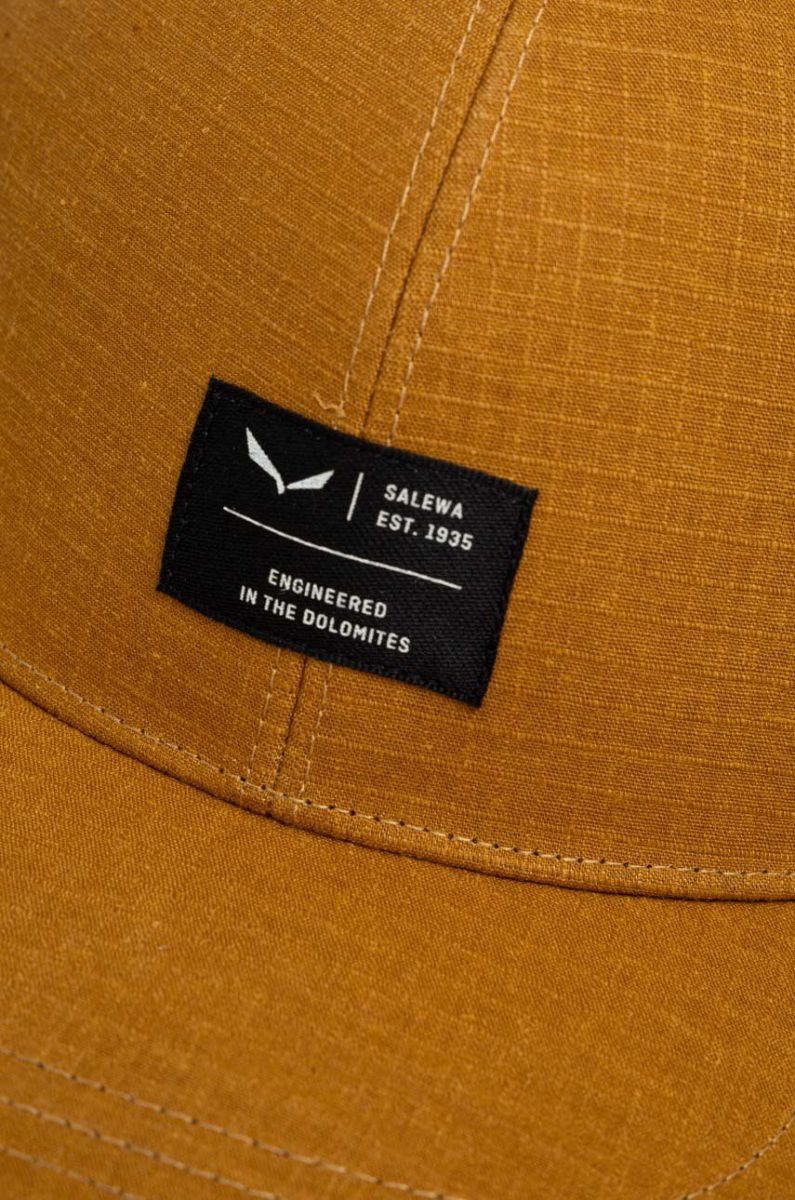 SALEWA
EST. 1935
ENGINEERED
IN THE DOLOMITES